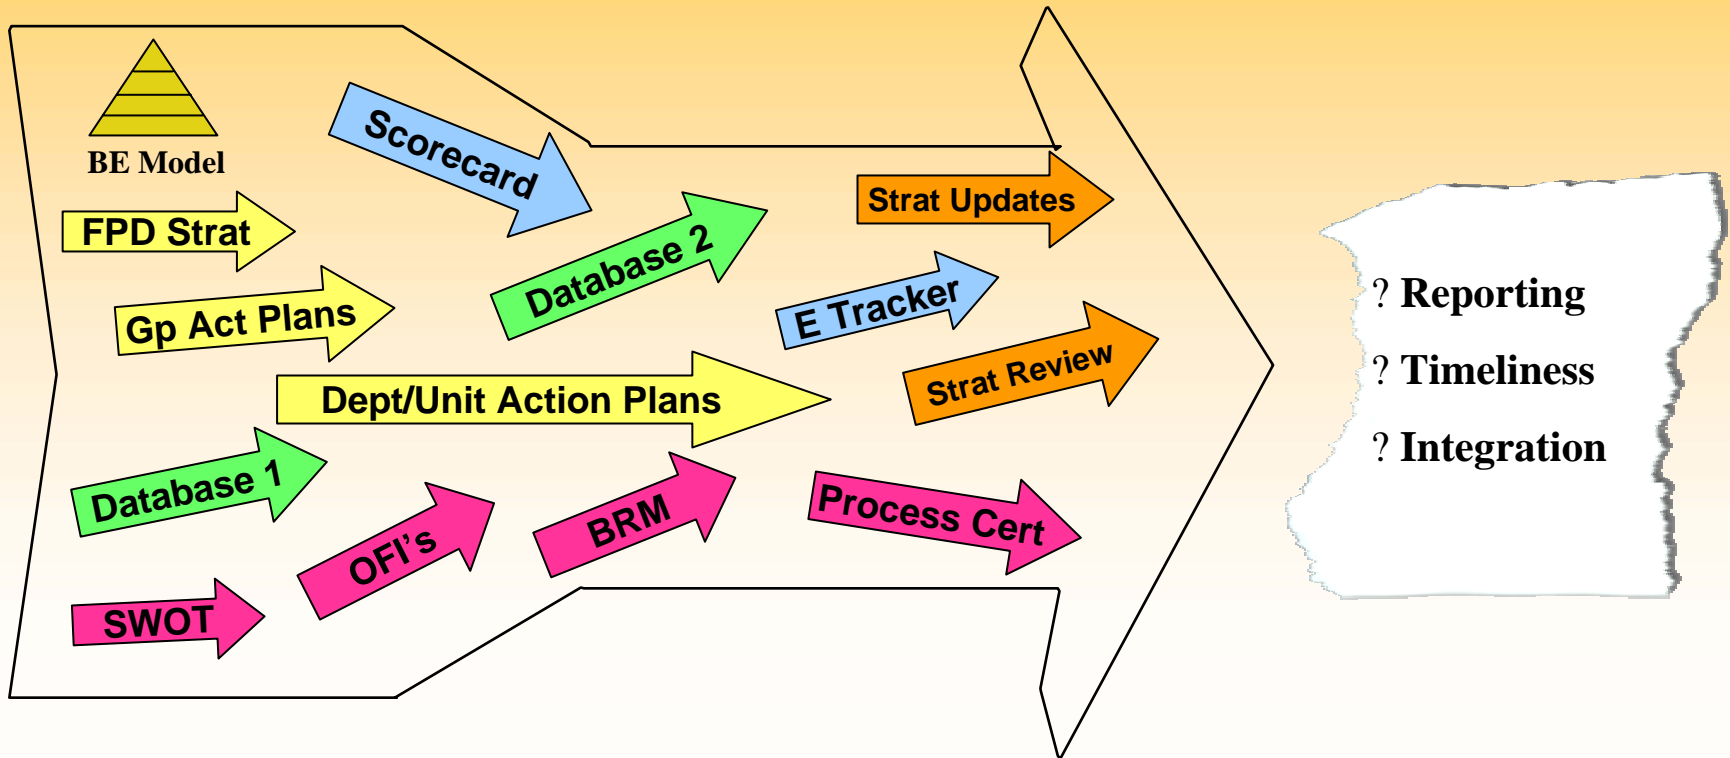 BE Model
Scorecard
FPD Strat
Gp Act Plans
Database 2
Strat Updates
E Tracker
Strat Review
Dept/Unit Action Plans
Database 1
OFI's
BRM
Process Cert
SWOT
? Reporting
? Timeliness
? Integration